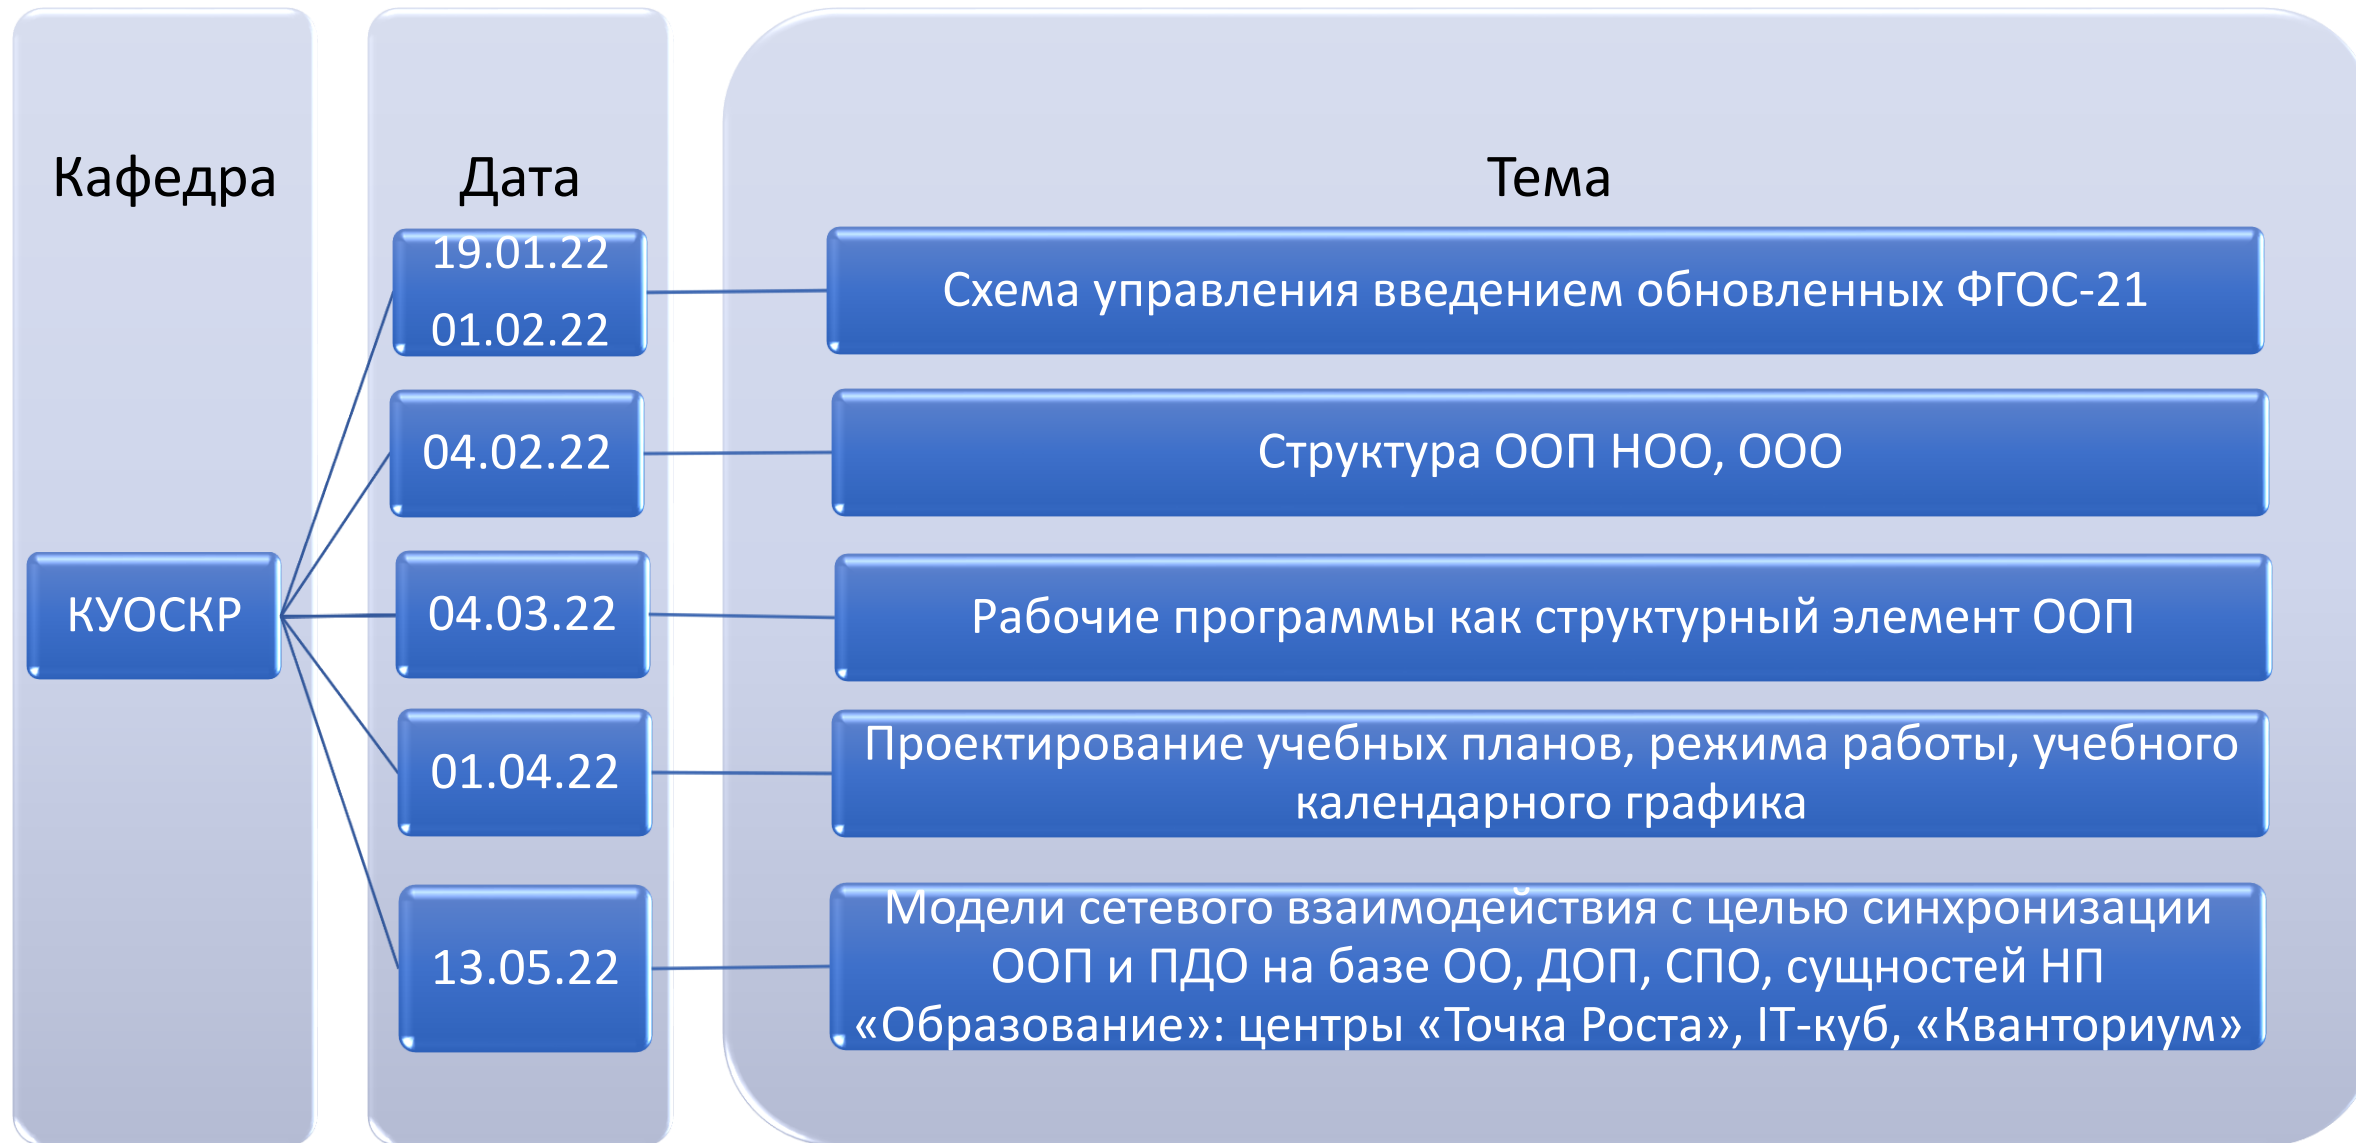 Кафедра
Дата
Тема
КУОСКР
19.01.22
01.02.22
Схема управления введением обновленных ФГОС-21
04.02.22
Структура ООП НОО, ООО
04.03.22
Рабочие программы как структурный элемент ООП
01.04.22
Проектирование учебных планов, режима работы, учебного
календарного графика
13.05.22
Модели сетевого взаимодействия с целью синхронизации
ООП и ПДО на базе ОО, ДОП, СПО, сущностей НП
«Образование»: центры «Точка Роста», IT-куб, «Кванториум»